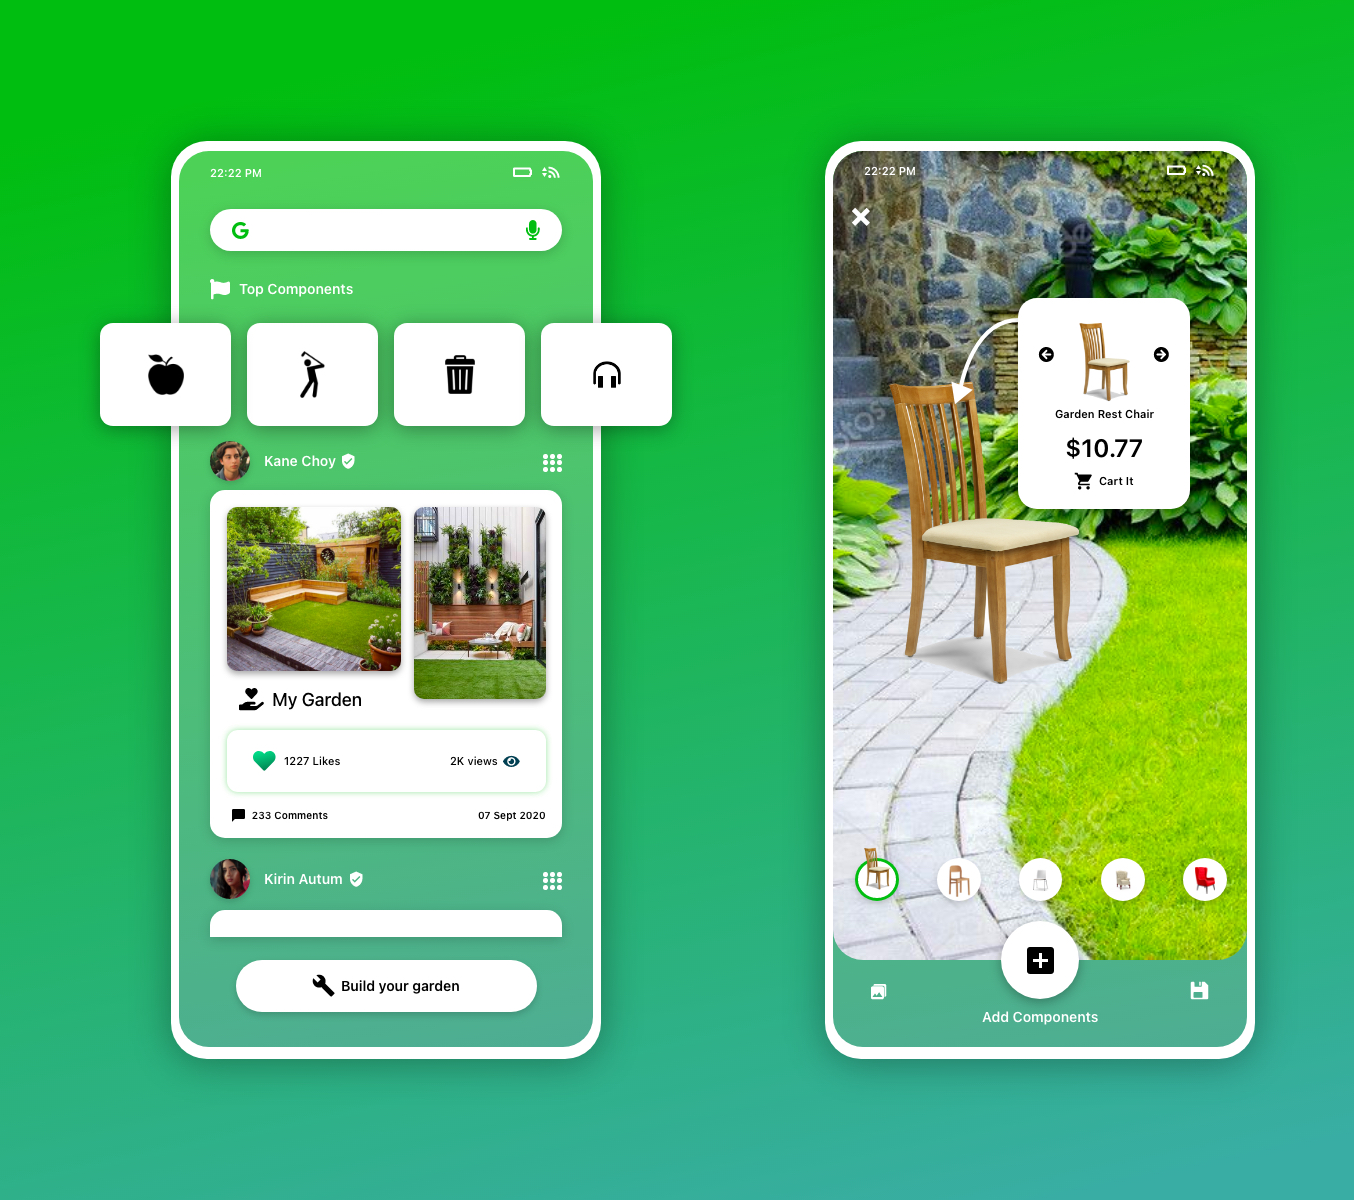 22:22 PM
G
Top Components
Kane Choy
My Garden
1227 Likes
2K views
233 Comments
07 Sept 2020
Kirin Autum
Build your garden
22:22 PM
Garden Rest Chair
$10.77
Cart It
depositphotos
Add Components